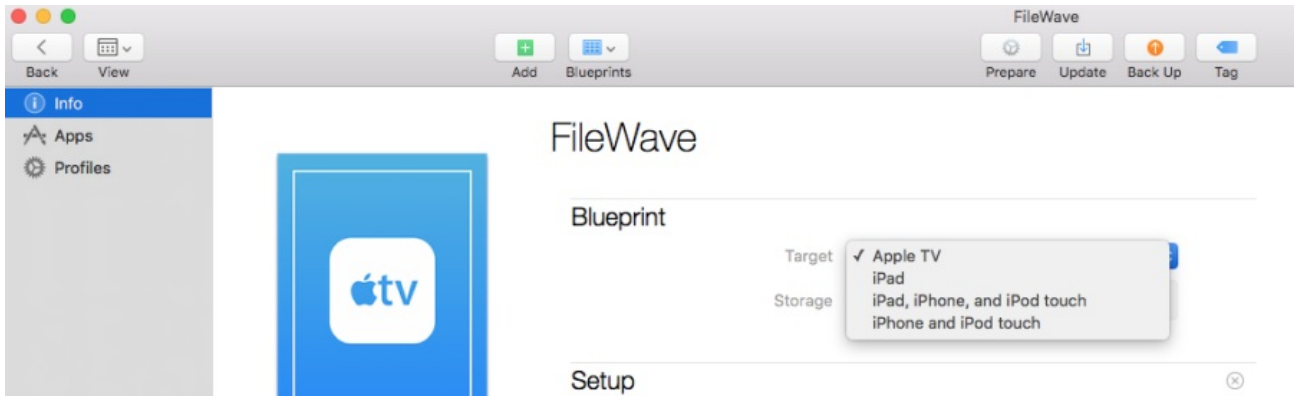 FileWave
Back View Add Blueprints Prepare Update Back Up Tag
Info
Apps
Profiles
FileWave
Blueprint
Target ✓ Apple TV
iPad
Storage iPad, iPhone, and iPod touch
iPhone and iPod touch
tv
Setup